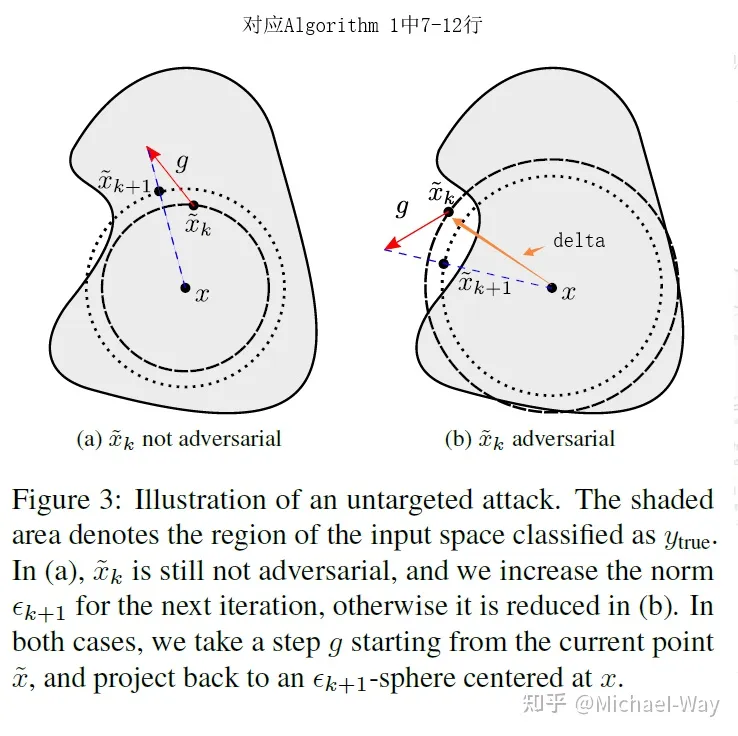 对应Algorithm 1中7-12行
g
x̃ₖ₊₁
x̃ₖ
x
x̃ₖ
g
delta
x̃ₖ₊₁
x
(a) x̃ₖ not adversarial
(b) x̃ₖ adversarial
Figure 3: Illustration of an untargeted attack. The shaded
area denotes the region of the input space classified as y_true.
In (a), x̃ₖ is still not adversarial, and we increase the norm
ϵₖ₊₁ for the next iteration, otherwise it is reduced in (b). In
both cases, we take a step g starting from the current point
x̃, and project back to an ϵₖ₊₁-sphere centered at x.
知乎 @Michael-Way